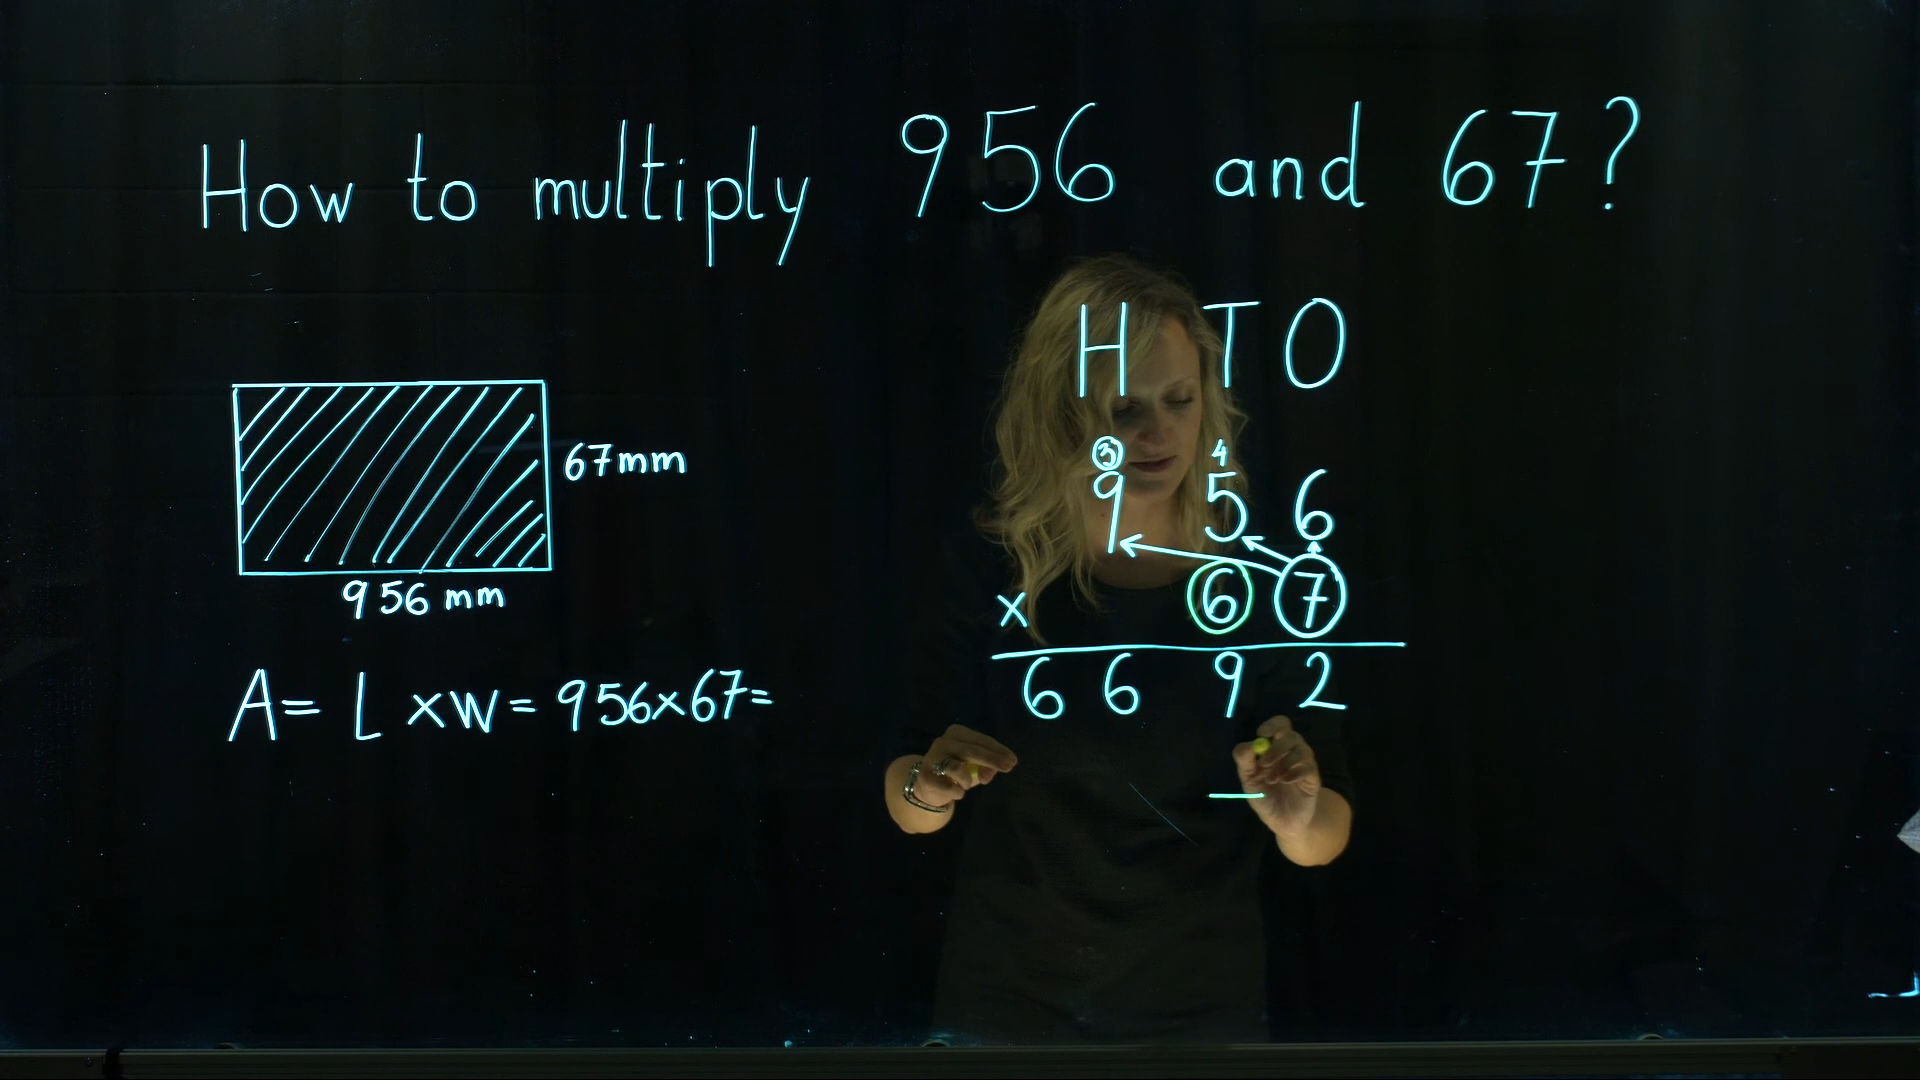 How to multiply 956 and 67?
67mm
956 mm
A= L xW= 956x67=
H T O
3 4
9 5 6
x 6 7
6 6 9 2